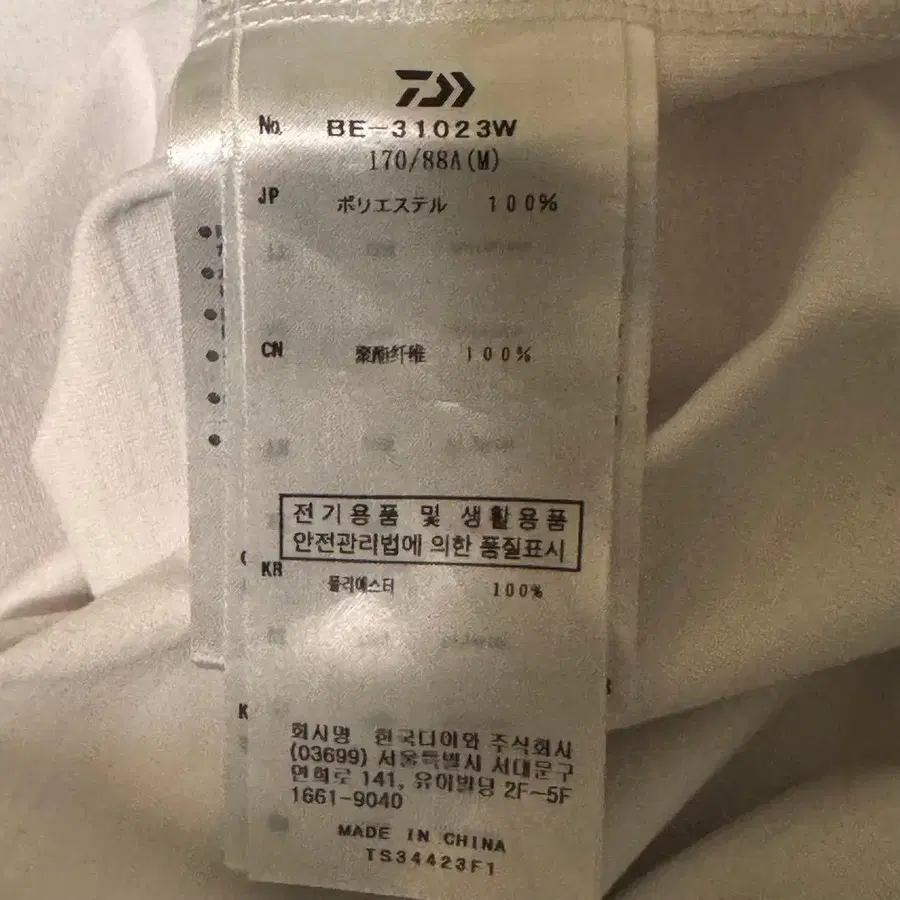 No. BE-31023W
170/88A(M)
JP ポリエステル 100%
CN 聚酯纤维 100%
전기용품 및 생활용품
안전관리법에 의한 품질표시
KR 폴리에스터 100%
회사명 한국다이와 주식회사
(03699) 서울특별시 서대문구
연희로 141, 유이빌딩 2F~5F
1661-9040
MADE IN CHINA
TS34423F1